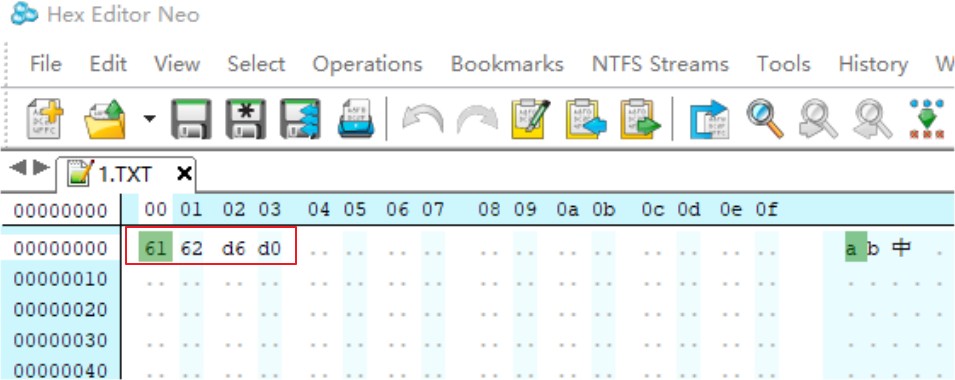 Hex Editor Neo
File Edit View Select Operations Bookmarks NTFS Streams Tools History W
1.TXT
00000000 00 01 02 03 04 05 06 07 08 09 0a 0b 0c 0d 0e 0f
00000000 61 62 d6 d0 .. .. .. .. .. .. .. .. .. .. .. .. a b 中 .
00000010 .. .. .. .. .. .. .. .. .. .. .. .. .. .. .. .. . . . . .
00000020 .. .. .. .. .. .. .. .. .. .. .. .. .. .. .. .. . . . . .
00000030 .. .. .. .. .. .. .. .. .. .. .. .. .. .. .. .. . . . . .
00000040 .. .. .. .. .. .. .. .. .. .. .. .. .. .. .. .. . . . . .